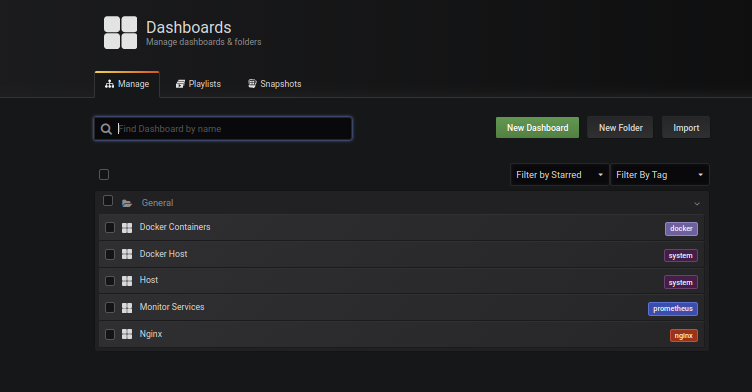 Dashboards
Manage dashboards & folders
Manage Playlists Snapshots
Find Dashboard by name New Dashboard New Folder Import
Filter by Starred Filter By Tag
General
Docker Containers docker
Docker Host system
Host system
Monitor Services prometheus
Nginx nginx